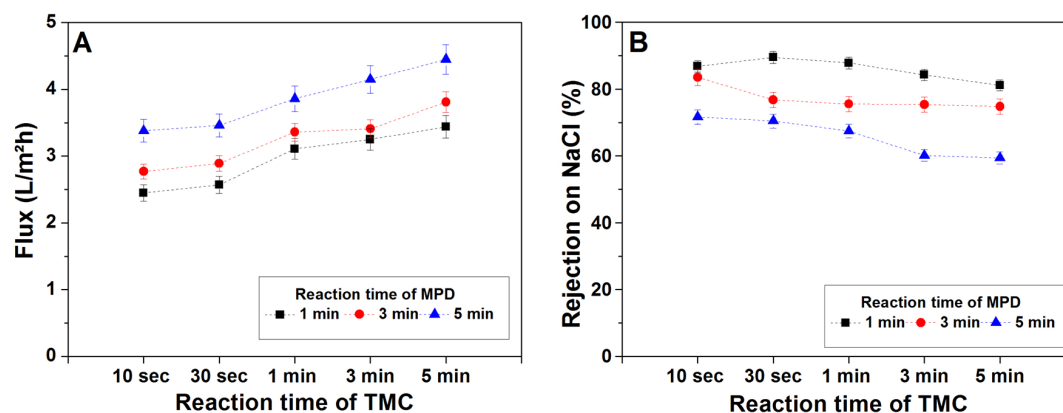 A
Flux (L/m²h)
5
4
3
2
1
0
Reaction time of MPD
1 min 3 min 5 min
10 sec 30 sec 1 min 3 min 5 min
Reaction time of TMC
B
Rejection on NaCl (%)
100
80
60
40
20
0
Reaction time of MPD
1 min 3 min 5 min
10 sec 30 sec 1 min 3 min 5 min
Reaction time of TMC